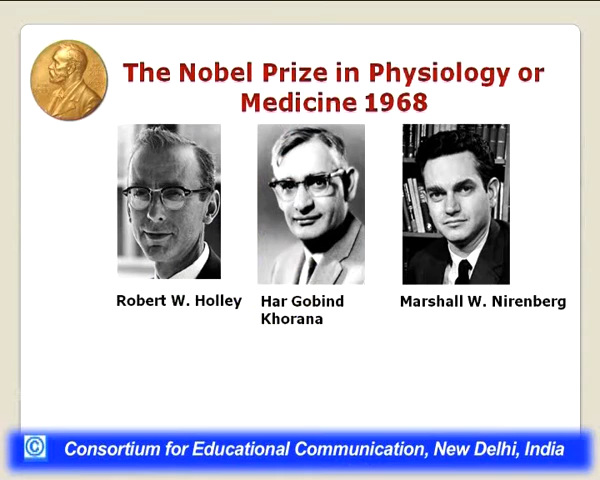 The Nobel Prize in Physiology or
Medicine 1968
Robert W. Holley
Har Gobind
Khorana
Marshall W. Nirenberg
© Consortium for Educational Communication, New Delhi, India